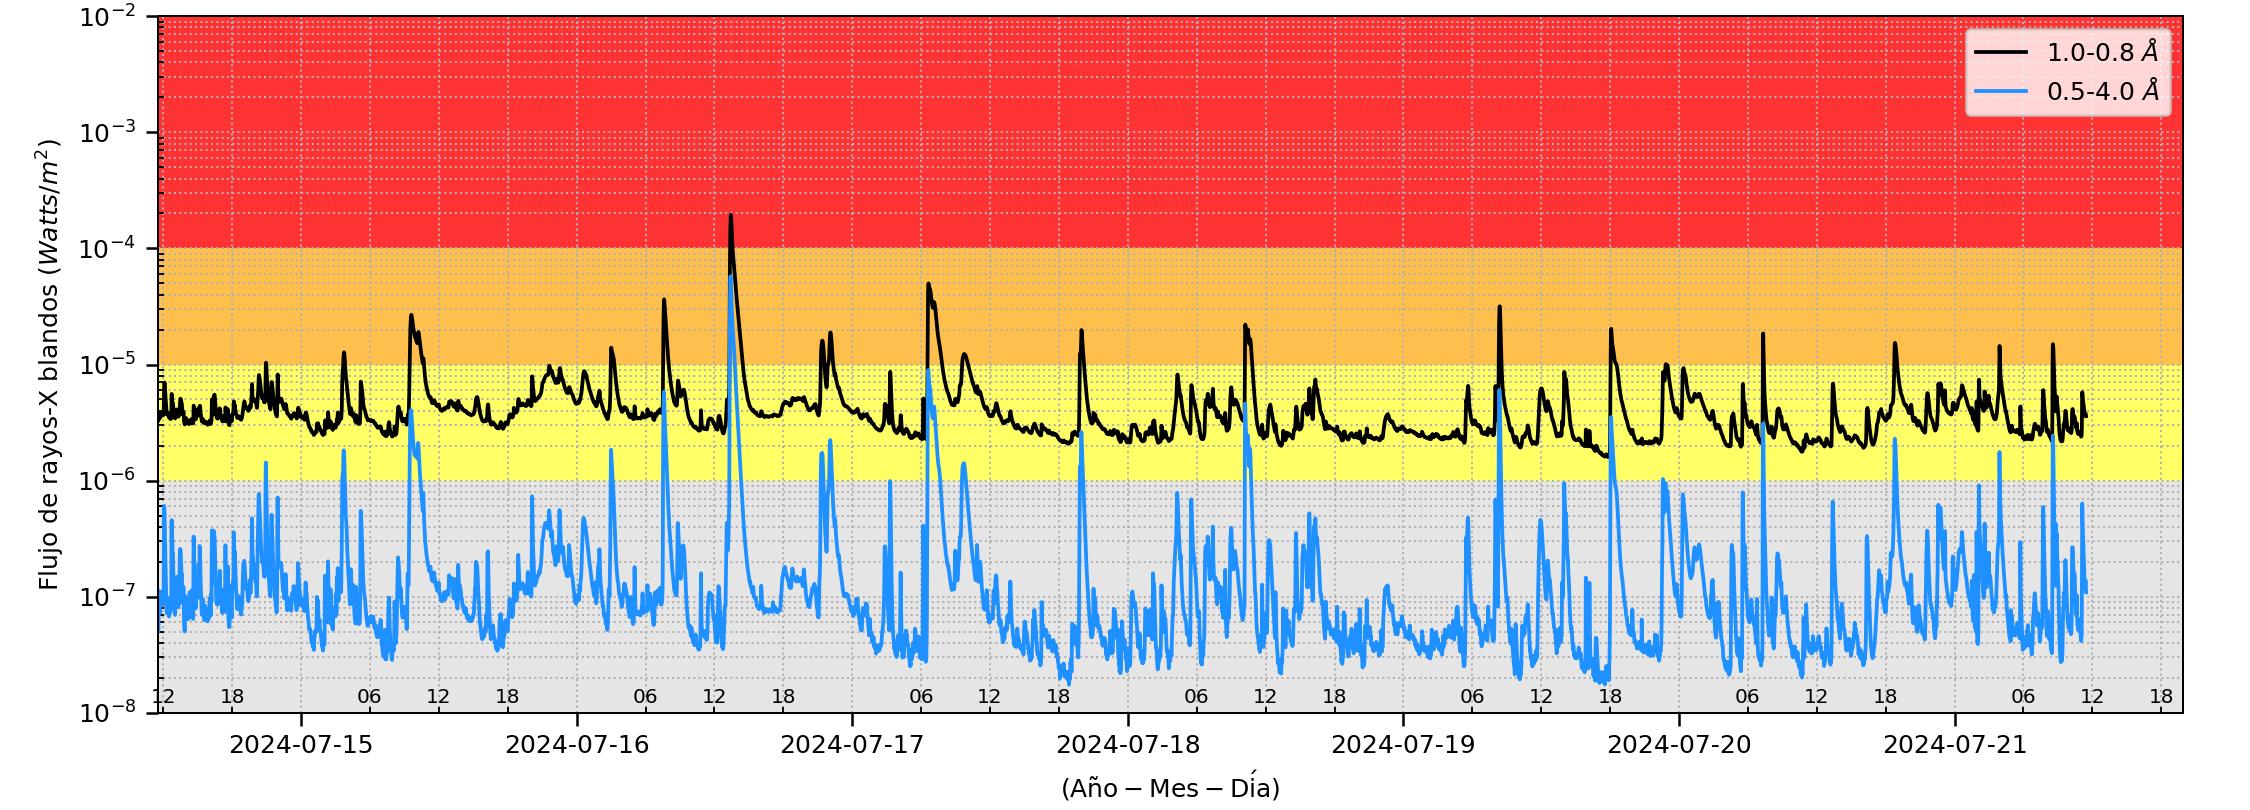 10⁻²
10⁻³
10⁻⁴
10⁻⁵
10⁻⁶
10⁻⁷
10⁻⁸
Flujo de rayos-X blandos (Watts/m²)
1.0-0.8 Å
0.5-4.0 Å
12 18 06 12 18 06 12 18 06 12 18 06 12 18 06 12 18 06 12 18 06 12 18
2024-07-15 2024-07-16 2024-07-17 2024-07-18 2024-07-19 2024-07-20 2024-07-21
(Año − Mes − Día)